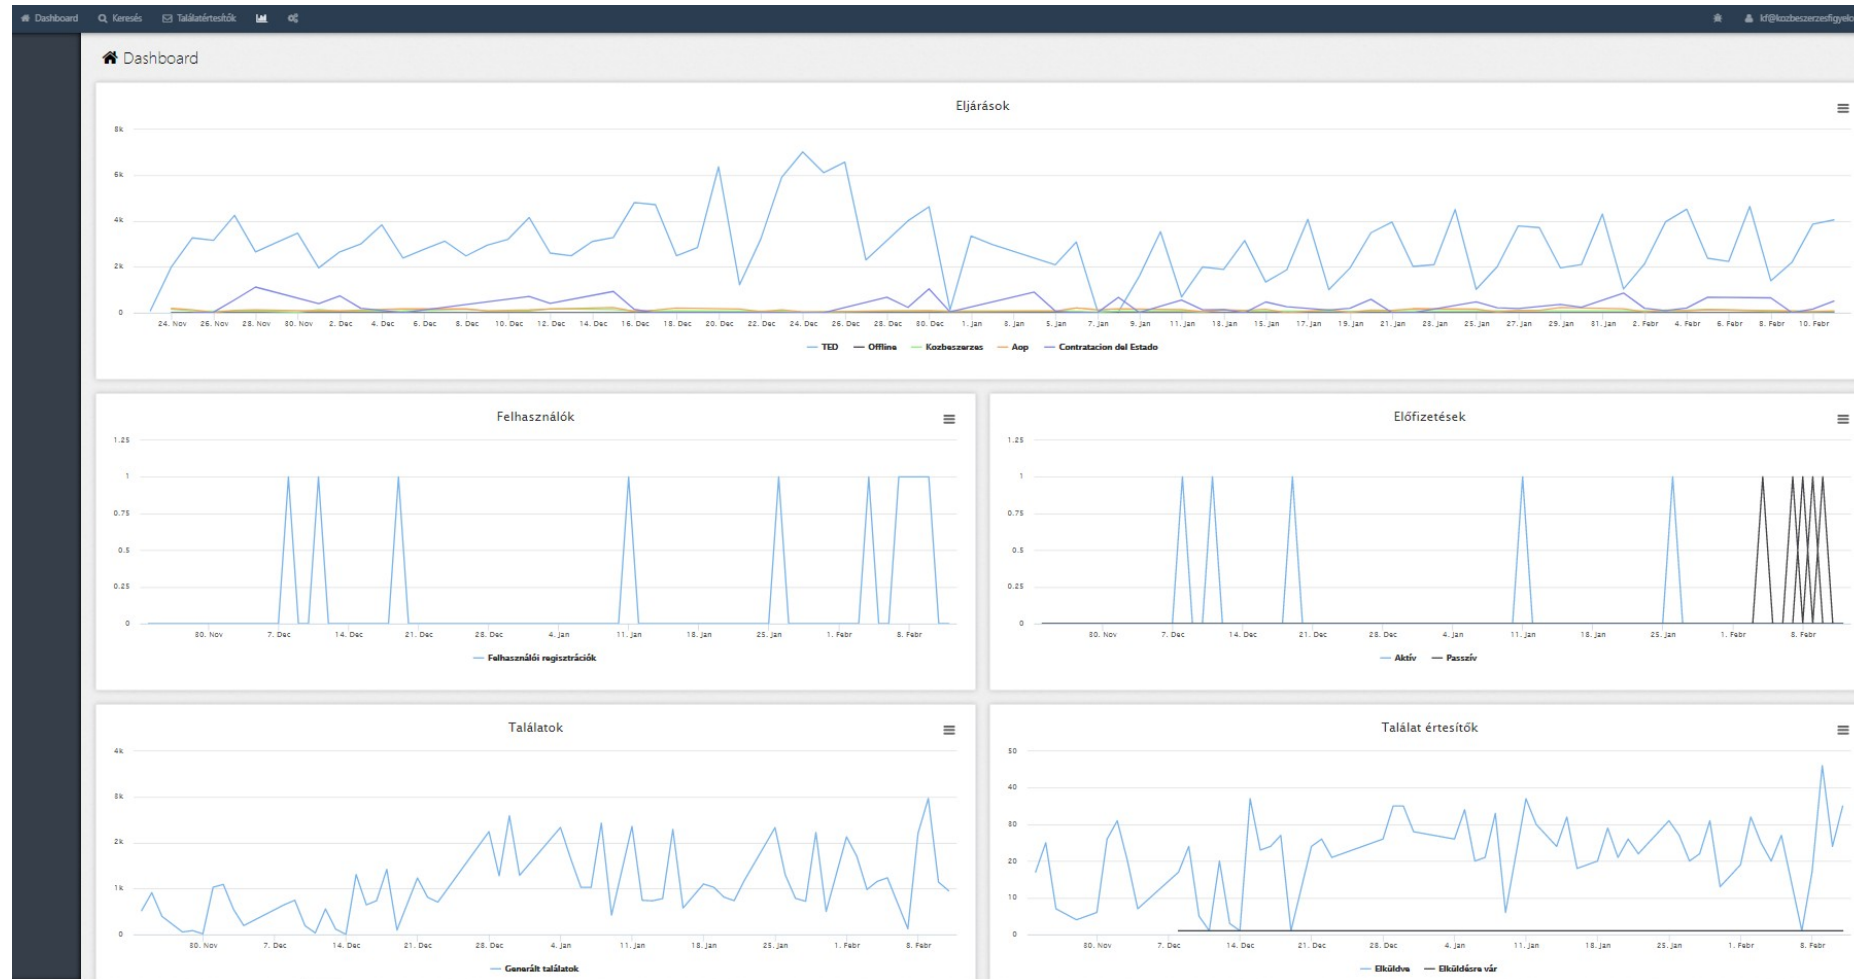 Dashboard Keresés Találatértesítők
kf@kozbeszerzesfigyelo
Dashboard
Eljárások
8k
6k
4k
2k
0
24. Nov 26. Nov 28. Nov 30. Nov 2. Dec 4. Dec 6. Dec 8. Dec 10. Dec 12. Dec 14. Dec 16. Dec 18. Dec 20. Dec 22. Dec 24. Dec 26. Dec 28. Dec 30. Dec 1. Jan 3. Jan 5. Jan 7. Jan 9. Jan 11. Jan 13. Jan 15. Jan 17. Jan 19. Jan 21. Jan 23. Jan 25. Jan 27. Jan 29. Jan 31. Jan 2. Febr 4. Febr 6. Febr 8. Febr 10. Febr
TED Offline Kozbeszerzes Aop Contratacion del Estado
Felhasználók
1.25
1
0.75
0.5
0.25
0
30. Nov 7. Dec 14. Dec 21. Dec 28. Dec 4. Jan 11. Jan 18. Jan 25. Jan 1. Febr 8. Febr
Felhasználói regisztrációk
Előfizetések
1.25
1
0.75
0.5
0.25
0
30. Nov 7. Dec 14. Dec 21. Dec 28. Dec 4. Jan 11. Jan 18. Jan 25. Jan 1. Febr 8. Febr
Aktív Passzív
Találatok
4k
3k
2k
1k
0
30. Nov 7. Dec 14. Dec 21. Dec 28. Dec 4. Jan 11. Jan 18. Jan 25. Jan 1. Febr 8. Febr
Generált találatok
Találat értesítők
50
40
30
20
10
0
30. Nov 7. Dec 14. Dec 21. Dec 28. Dec 4. Jan 11. Jan 18. Jan 25. Jan 1. Febr 8. Febr
Elküldve Elküldésre vár